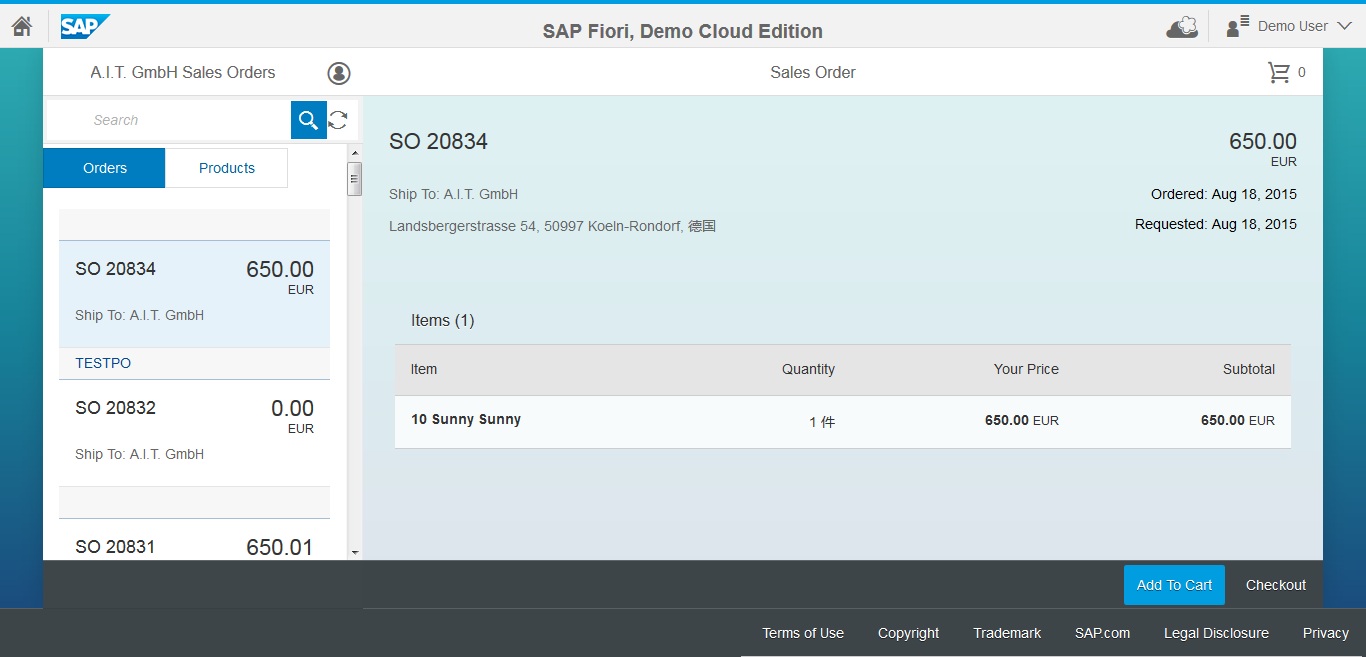 SAP
SAP Fiori, Demo Cloud Edition
Demo User
A.I.T. GmbH Sales Orders
Sales Order
0
Search
Orders
Products
SO 20834
650.00
EUR
Ship To: A.I.T. GmbH
TESTPO
SO 20832
0.00
EUR
Ship To: A.I.T. GmbH
SO 20831
650.01
SO 20834
650.00
EUR
Ship To: A.I.T. GmbH
Ordered: Aug 18, 2015
Landsbergerstrasse 54, 50997 Koeln-Rondorf, 德国
Requested: Aug 18, 2015
Items (1)
Item Quantity Your Price Subtotal
10 Sunny Sunny 1 件 650.00 EUR 650.00 EUR
Add To Cart
Checkout
Terms of Use Copyright Trademark SAP.com Legal Disclosure Privacy